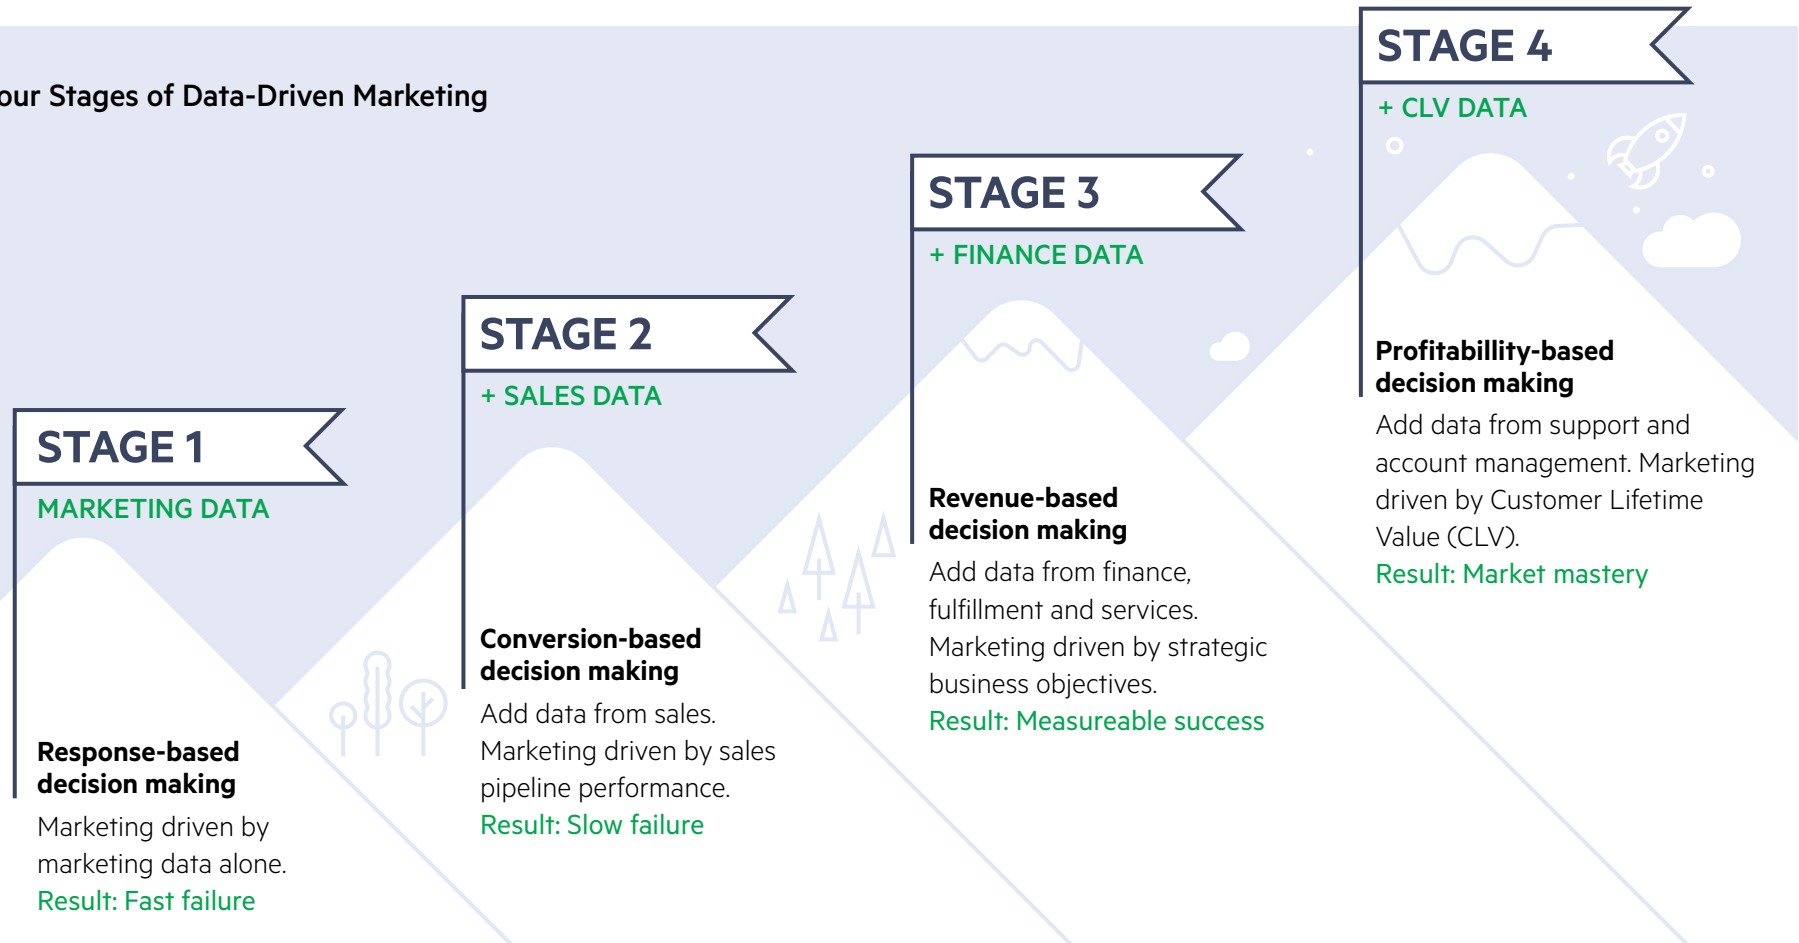 our Stages of Data-Driven Marketing
STAGE 1
MARKETING DATA
Response-based
decision making
Marketing driven by
marketing data alone.
Result: Fast failure
STAGE 2
+ SALES DATA
Conversion-based
decision making
Add data from sales.
Marketing driven by sales
pipeline performance.
Result: Slow failure
STAGE 3
+ FINANCE DATA
Revenue-based
decision making
Add data from finance,
fulfillment and services.
Marketing driven by strategic
business objectives.
Result: Measureable success
STAGE 4
+ CLV DATA
Profitabillity-based
decision making
Add data from support and
account management. Marketing
driven by Customer Lifetime
Value (CLV).
Result: Market mastery